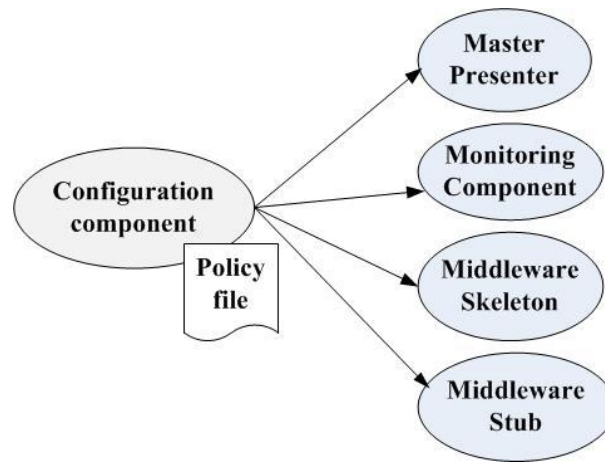 Master
Presenter
Monitoring
Component
Configuration
component
Policy
file
Middleware
Skeleton
Middleware
Stub